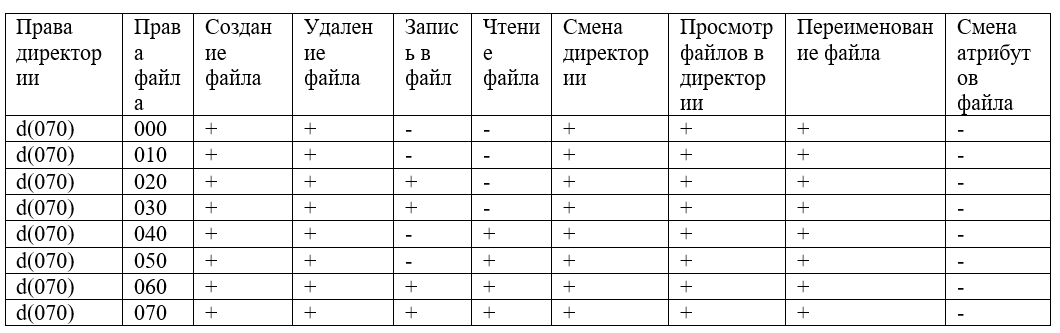 Права директории | Права файла | Создание файла | Удаление файла | Запись в файл | Чтение файла | Смена директории | Просмотр файлов в директории | Переименование файла | Смена атрибутов файла
d(070) | 000 | + | + | - | - | + | + | + | -
d(070) | 010 | + | + | - | - | + | + | + | -
d(070) | 020 | + | + | + | - | + | + | + | -
d(070) | 030 | + | + | + | - | + | + | + | -
d(070) | 040 | + | + | - | + | + | + | + | -
d(070) | 050 | + | + | - | + | + | + | + | -
d(070) | 060 | + | + | + | + | + | + | + | -
d(070) | 070 | + | + | + | + | + | + | + | -